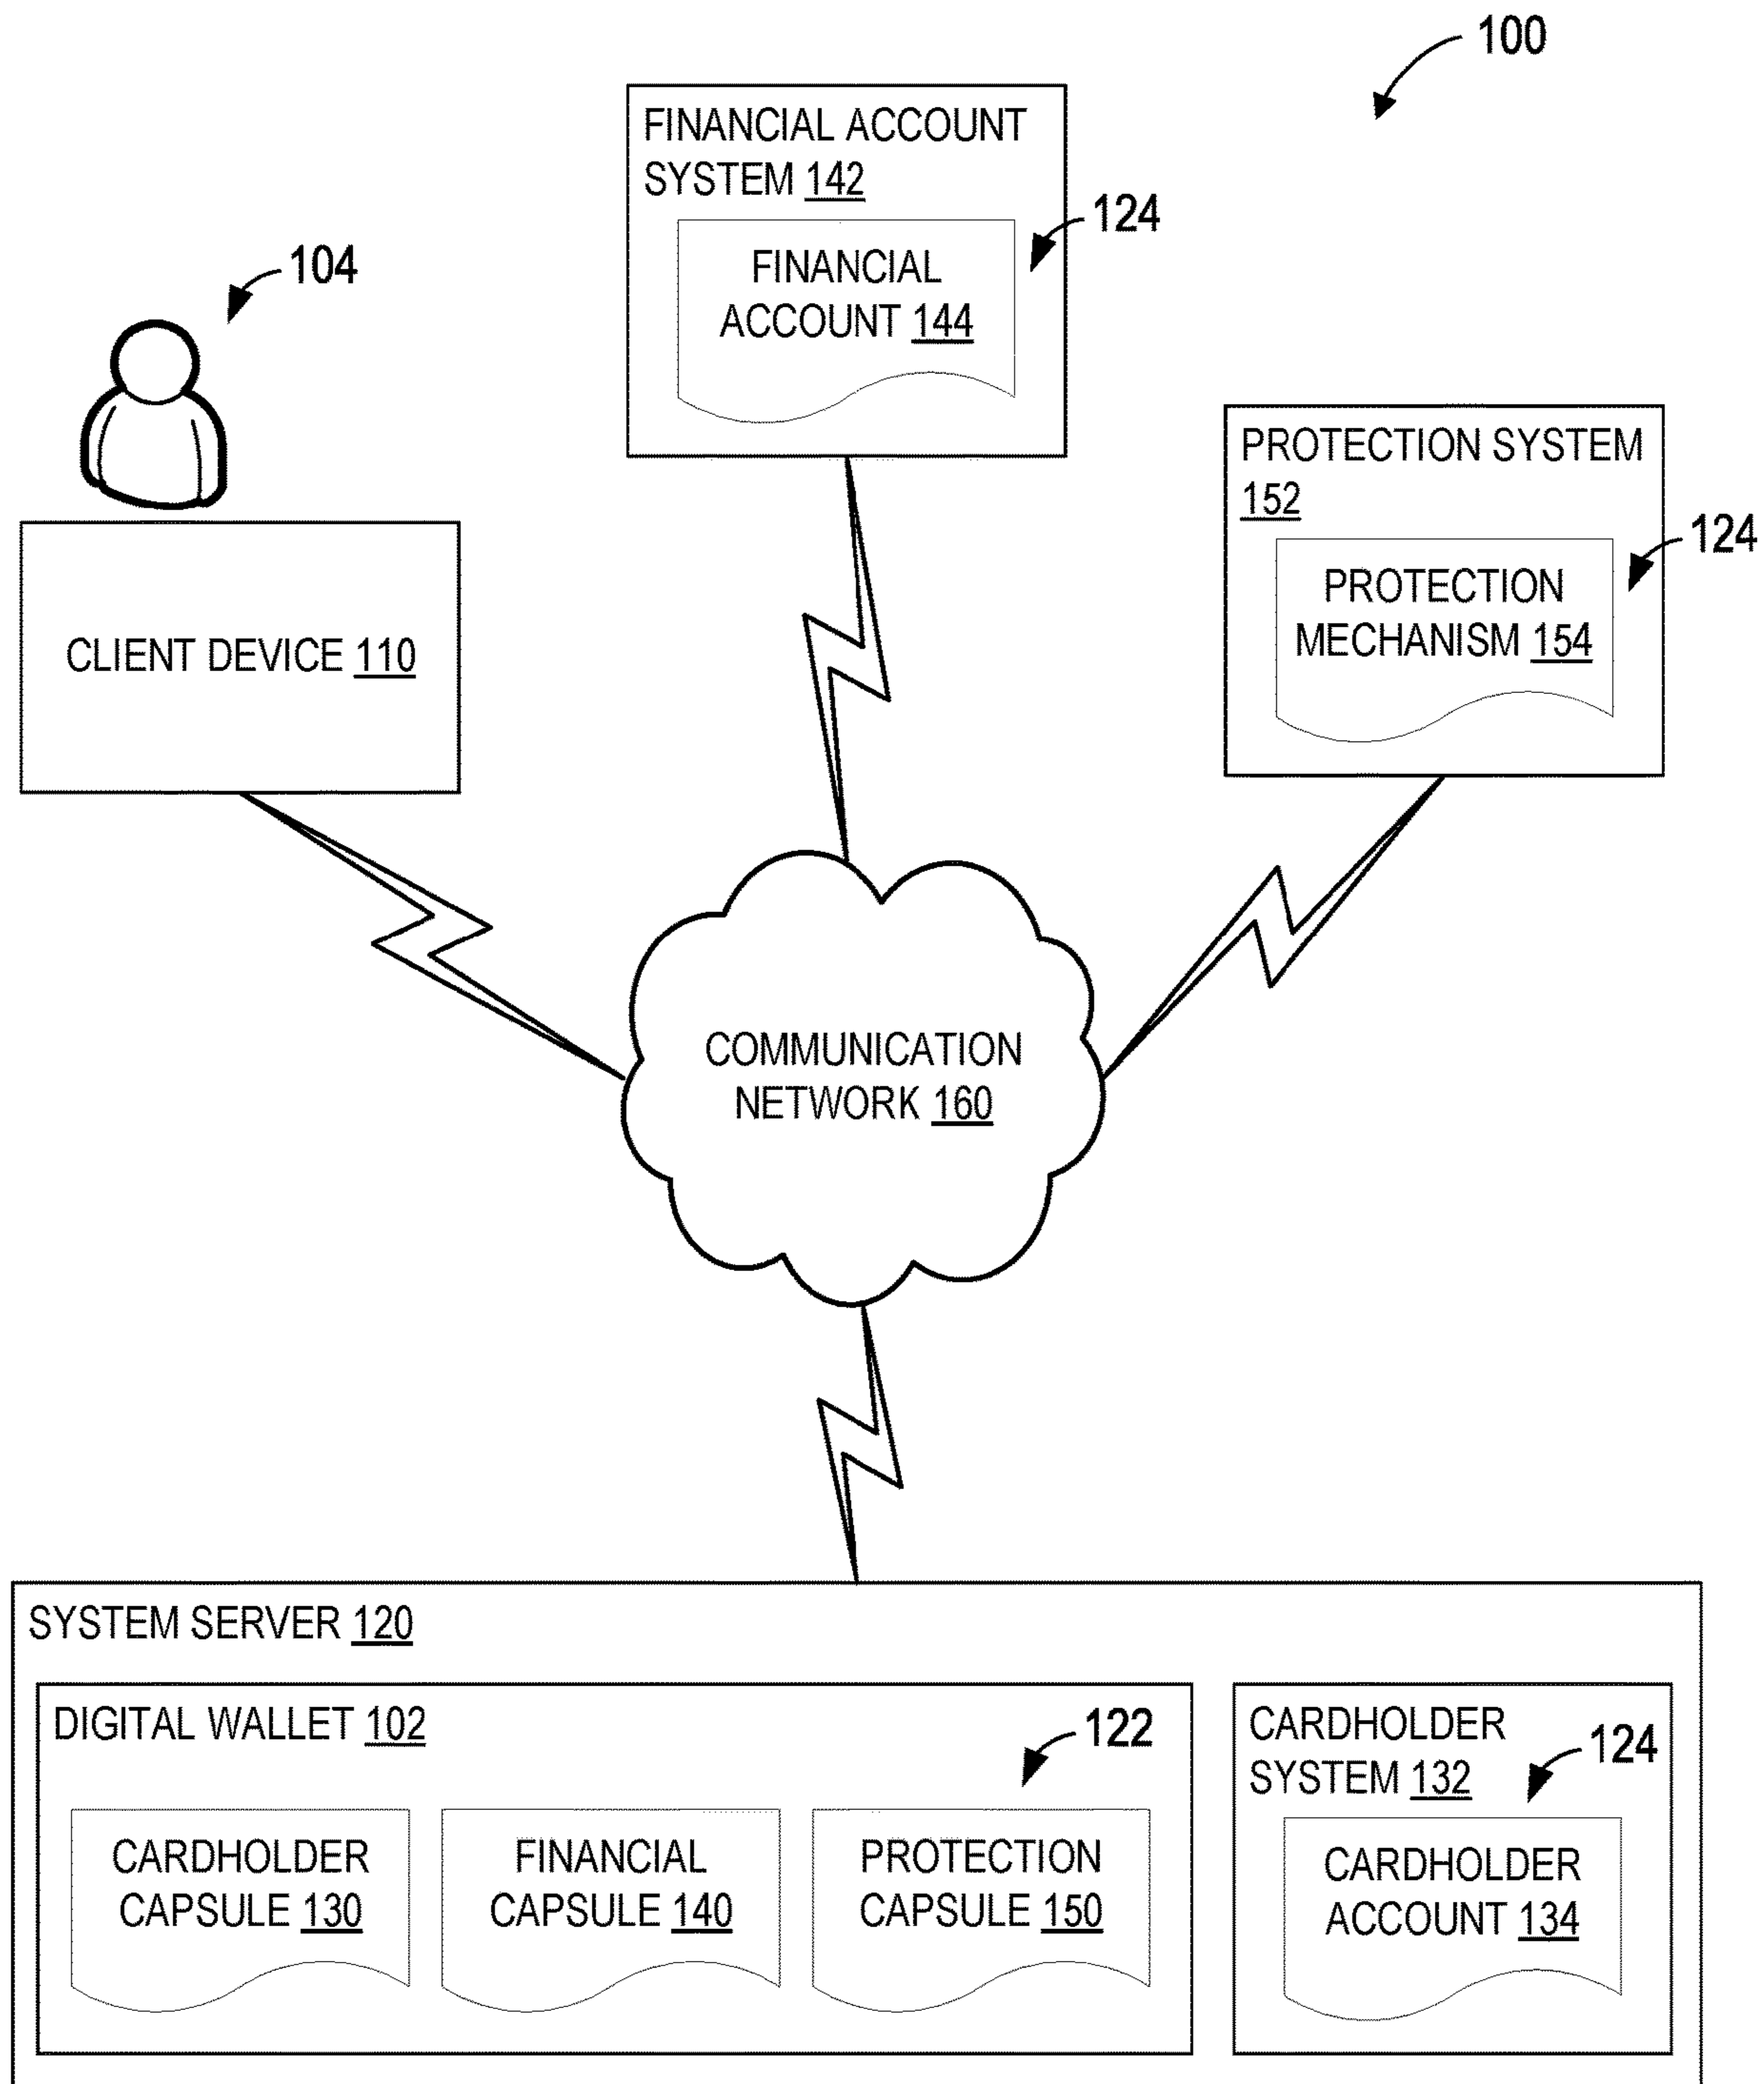 100
FINANCIAL ACCOUNT
SYSTEM 142
124
FINANCIAL
ACCOUNT 144
104
PROTECTION SYSTEM
152
124
PROTECTION
MECHANISM 154
CLIENT DEVICE 110
COMMUNICATION
NETWORK 160
SYSTEM SERVER 120
DIGITAL WALLET 102
122
CARDHOLDER
CAPSULE 130
FINANCIAL
CAPSULE 140
PROTECTION
CAPSULE 150
CARDHOLDER
SYSTEM 132
124
CARDHOLDER
ACCOUNT 134